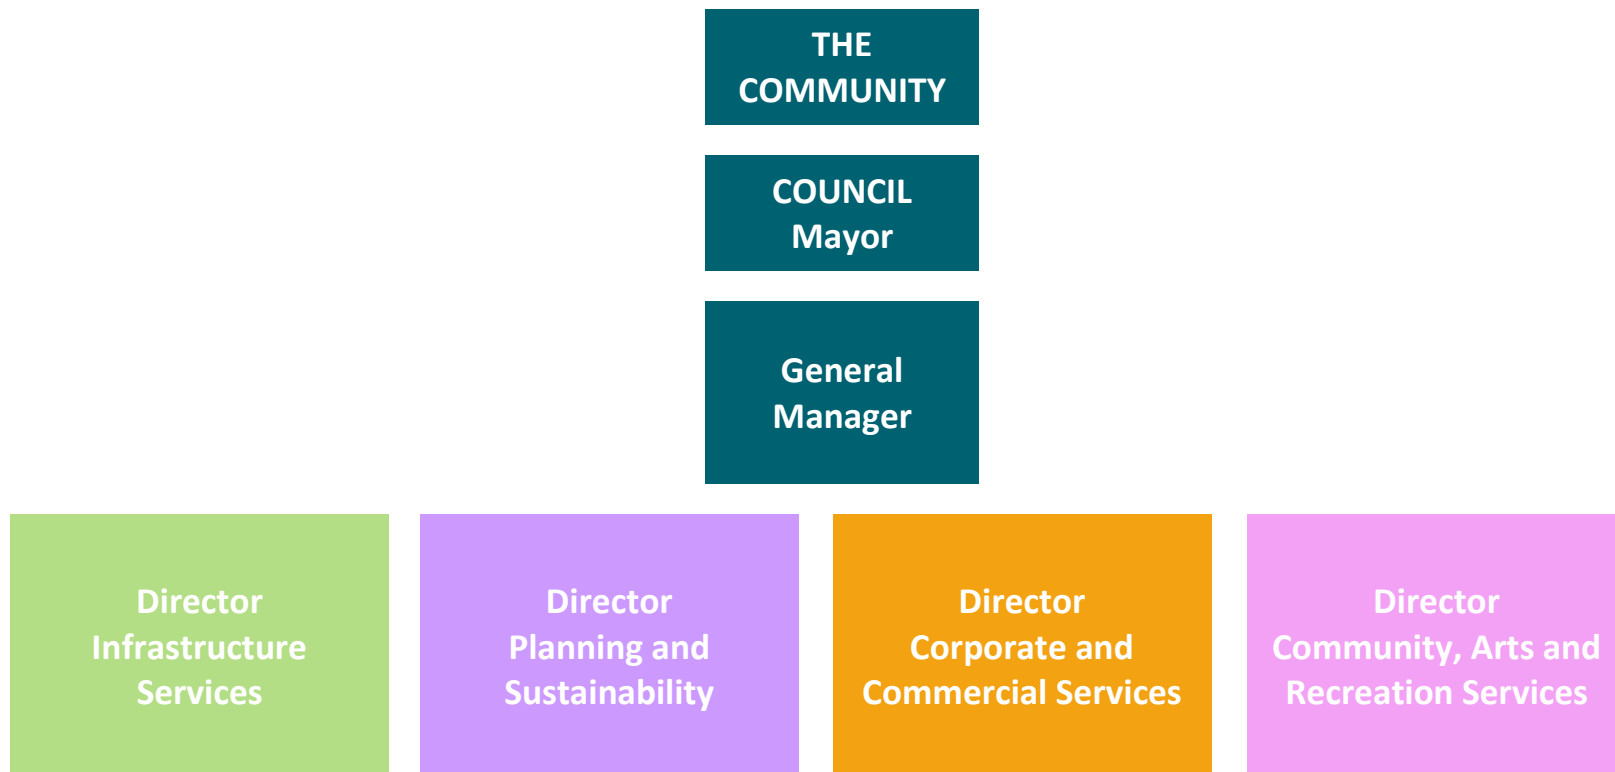 THE
COMMUNITY
COUNCIL
Mayor
General
Manager
Director
Infrastructure
Services
Director
Planning and
Sustainability
Director
Corporate and
Commercial Services
Director
Community, Arts and
Recreation Services